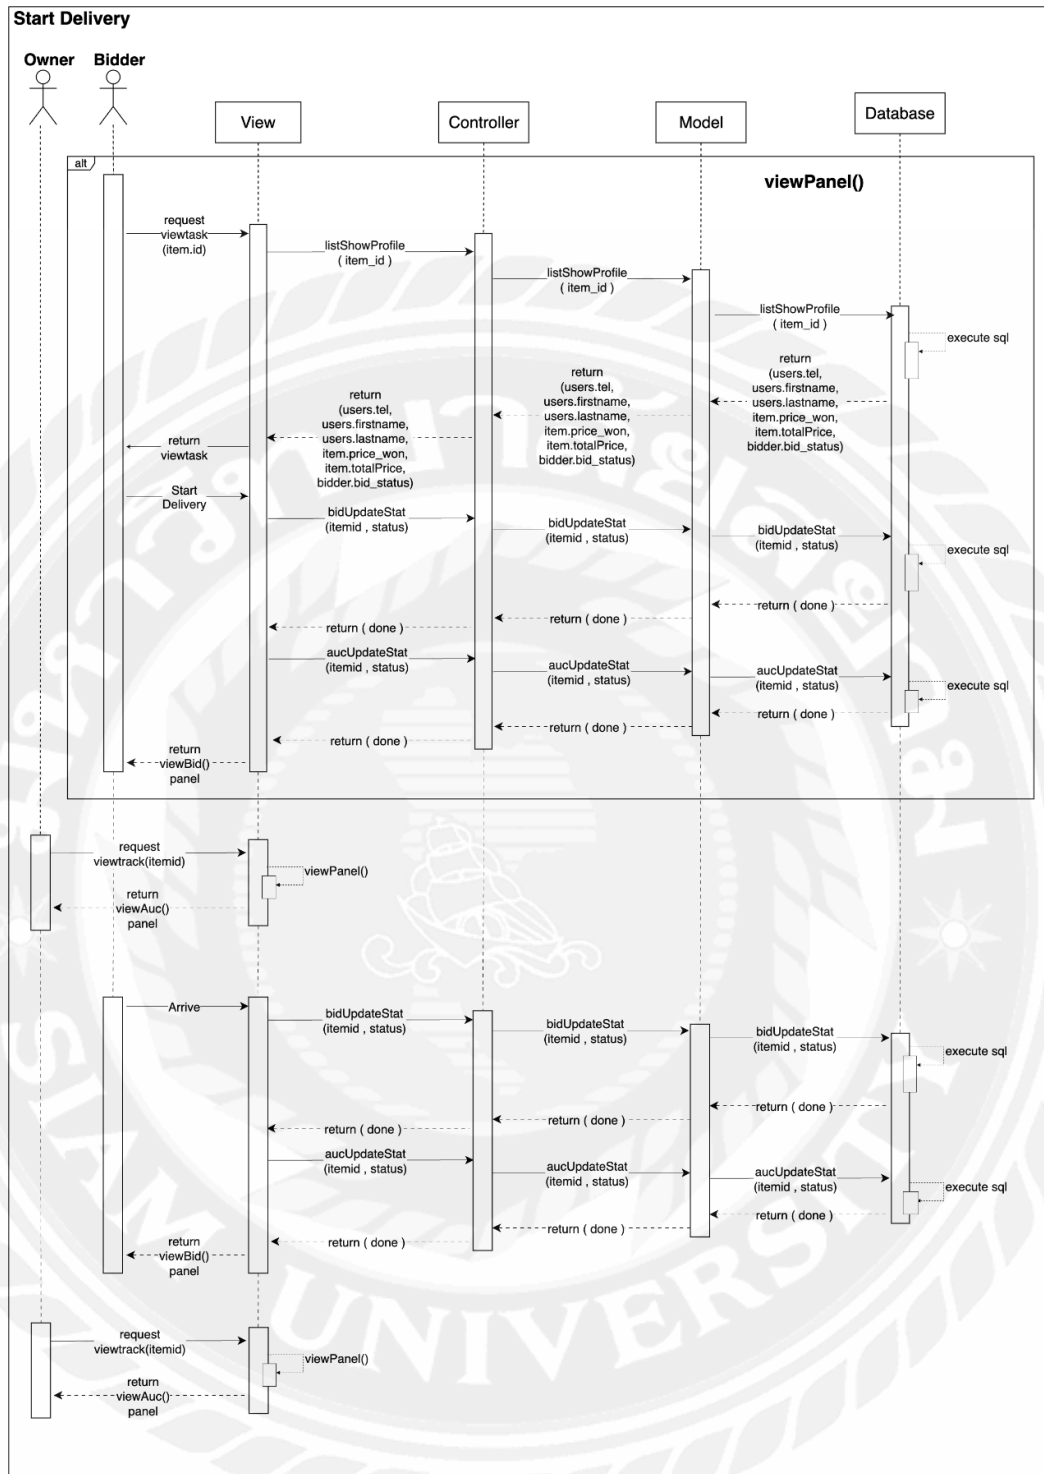 Start Delivery
Owner
Bidder
View
Controller
Model
Database
alt
viewPanel()
request
viewtask
(item.id)
listShowProfile
( item_id )
listShowProfile
( item_id )
listShowProfile
( item_id )
execute sql
return
(users.tel,
users.firstname,
users.lastname,
item.price_won,
item.totalPrice,
bidder.bid_status)
return
(users.tel,
users.firstname,
users.lastname,
item.price_won,
item.totalPrice,
bidder.bid_status)
return
(users.tel,
users.firstname,
users.lastname,
item.price_won,
item.totalPrice,
bidder.bid_status)
return
viewtask
Start
Delivery
bidUpdateStat
(itemid , status)
bidUpdateStat
(itemid , status)
bidUpdateStat
(itemid , status)
execute sql
return ( done )
return ( done )
return ( done )
aucUpdateStat
(itemid , status)
aucUpdateStat
(itemid , status)
aucUpdateStat
(itemid , status)
execute sql
return ( done )
return ( done )
return ( done )
return
viewBid()
panel
request
viewtrack(itemid)
viewPanel()
return
viewAuc()
panel
Arrive
bidUpdateStat
(itemid , status)
bidUpdateStat
(itemid , status)
bidUpdateStat
(itemid , status)
execute sql
return ( done )
return ( done )
return ( done )
aucUpdateStat
(itemid , status)
aucUpdateStat
(itemid , status)
aucUpdateStat
(itemid , status)
execute sql
return ( done )
return ( done )
return ( done )
return
viewBid()
panel
request
viewtrack(itemid)
viewPanel()
return
viewAuc()
panel
SIAM UNIVERSITY